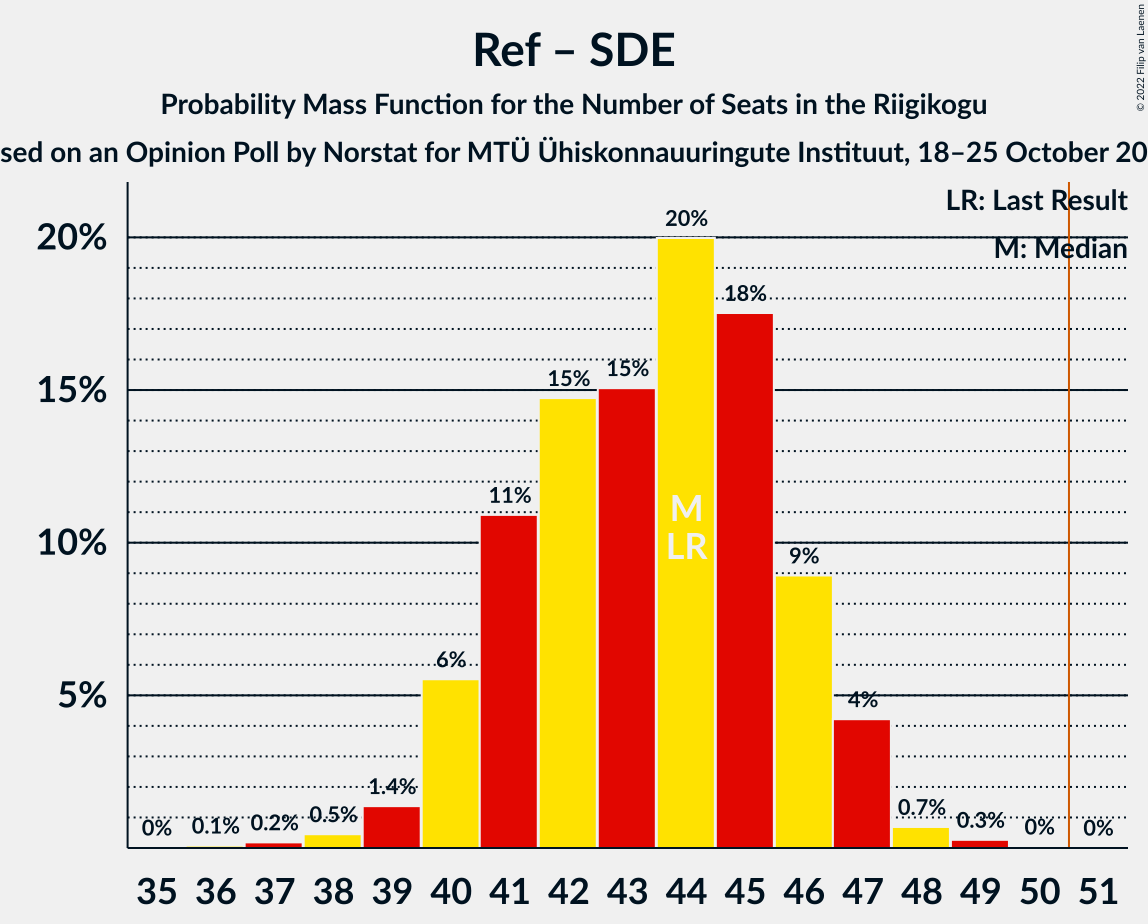 Ref – SDE
Probability Mass Function for the Number of Seats in the Riigikogu
sed on an Opinion Poll by Norstat for MTÜ Ühiskonnauuringute Instituut, 18–25 October 20
© 2022 Filip van Laenen
LR: Last Result
M: Median
20%
15%
10%
5%
0% 0.1% 0.2% 0.5% 1.4% 6% 11% 15% 15% 20% 18% 9% 4% 0.7% 0.3% 0% 0%
M
LR
35 36 37 38 39 40 41 42 43 44 45 46 47 48 49 50 51